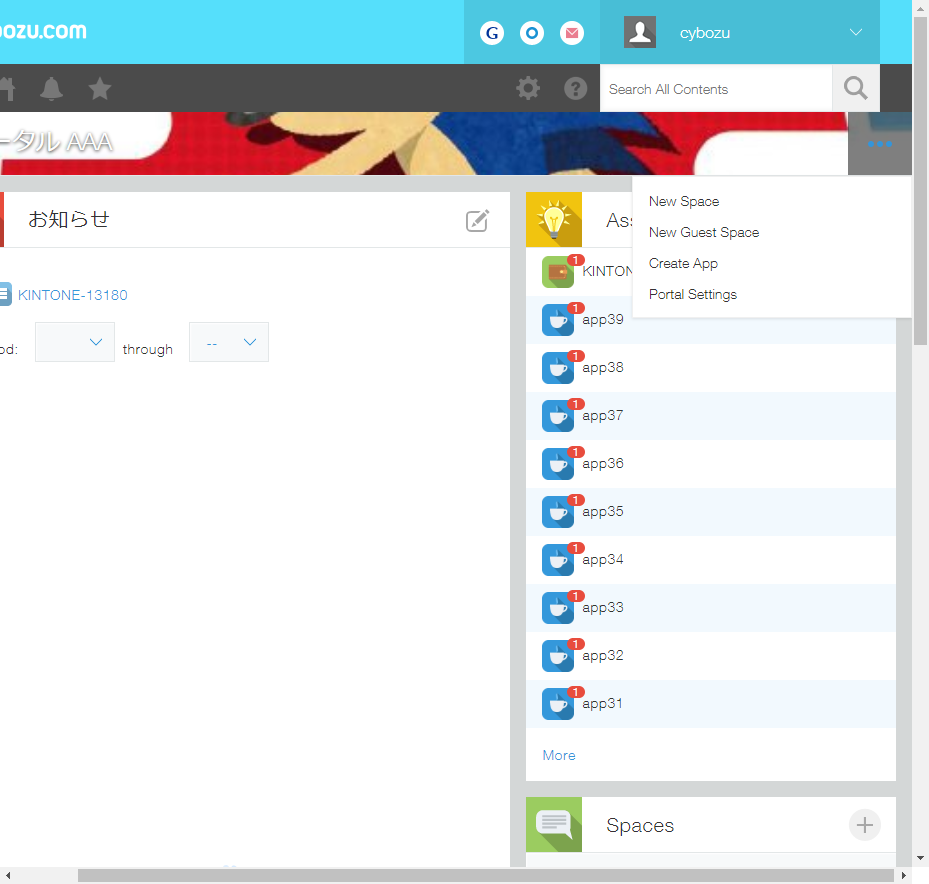 ozu.com
G
cybozu
?
Search All Contents
ータル AAA
お知らせ
New Space
New Guest Space
Create App
Portal Settings
KINTONE-13180
od:
--
through
1
KINTON
1
app39
1
app38
1
app37
1
app36
1
app35
1
app34
1
app33
1
app32
1
app31
More
Spaces